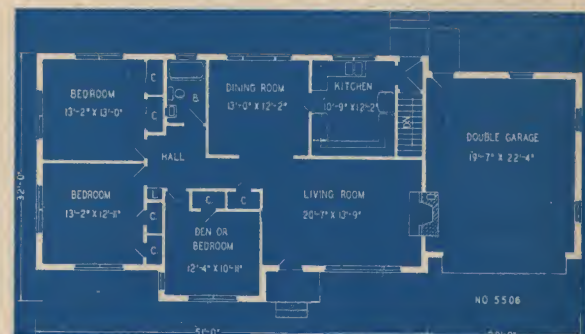 BEDROOM
13'-2" X 13'-0"
C
C
B
DINING ROOM
13'-0" X 12'-2"
KITCHEN
10'-9" X 12'-2"
DN
DOUBLE GARAGE
19'-7" X 22'-4"
HALL
32'-0"
BEDROOM
13'-2" X 12'-11"
L
C
C
C
C
DEN OR
BEDROOM
12'-4" X 10'-11"
LIVING ROOM
20'-7" X 13'-9"
NO 5506
51'-0"